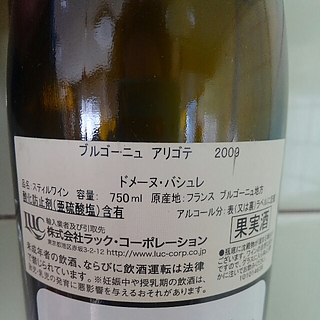 ブルゴーニュ アリゴテ 2009
ドメーヌ・バシュレ
品名:スティルワイン 容量: 750ml 原産地:フランス ブルゴーニュ地方
酸化防止剤(亜硫酸塩)含有 アルコール分:表(又は裏)ラベルに記載
輸入業者及び引取先
LUC 株式会社ラック・コーポレーション
東京都港区赤坂3-2-12 http://www.luc-corp.co.jp
果実酒
未成年者の飲酒、ならびに飲酒運転は法律
で禁じられています。※妊娠中や授乳期の飲酒は、
胎児・乳児の発育に悪影響を与えるおそれがあります。